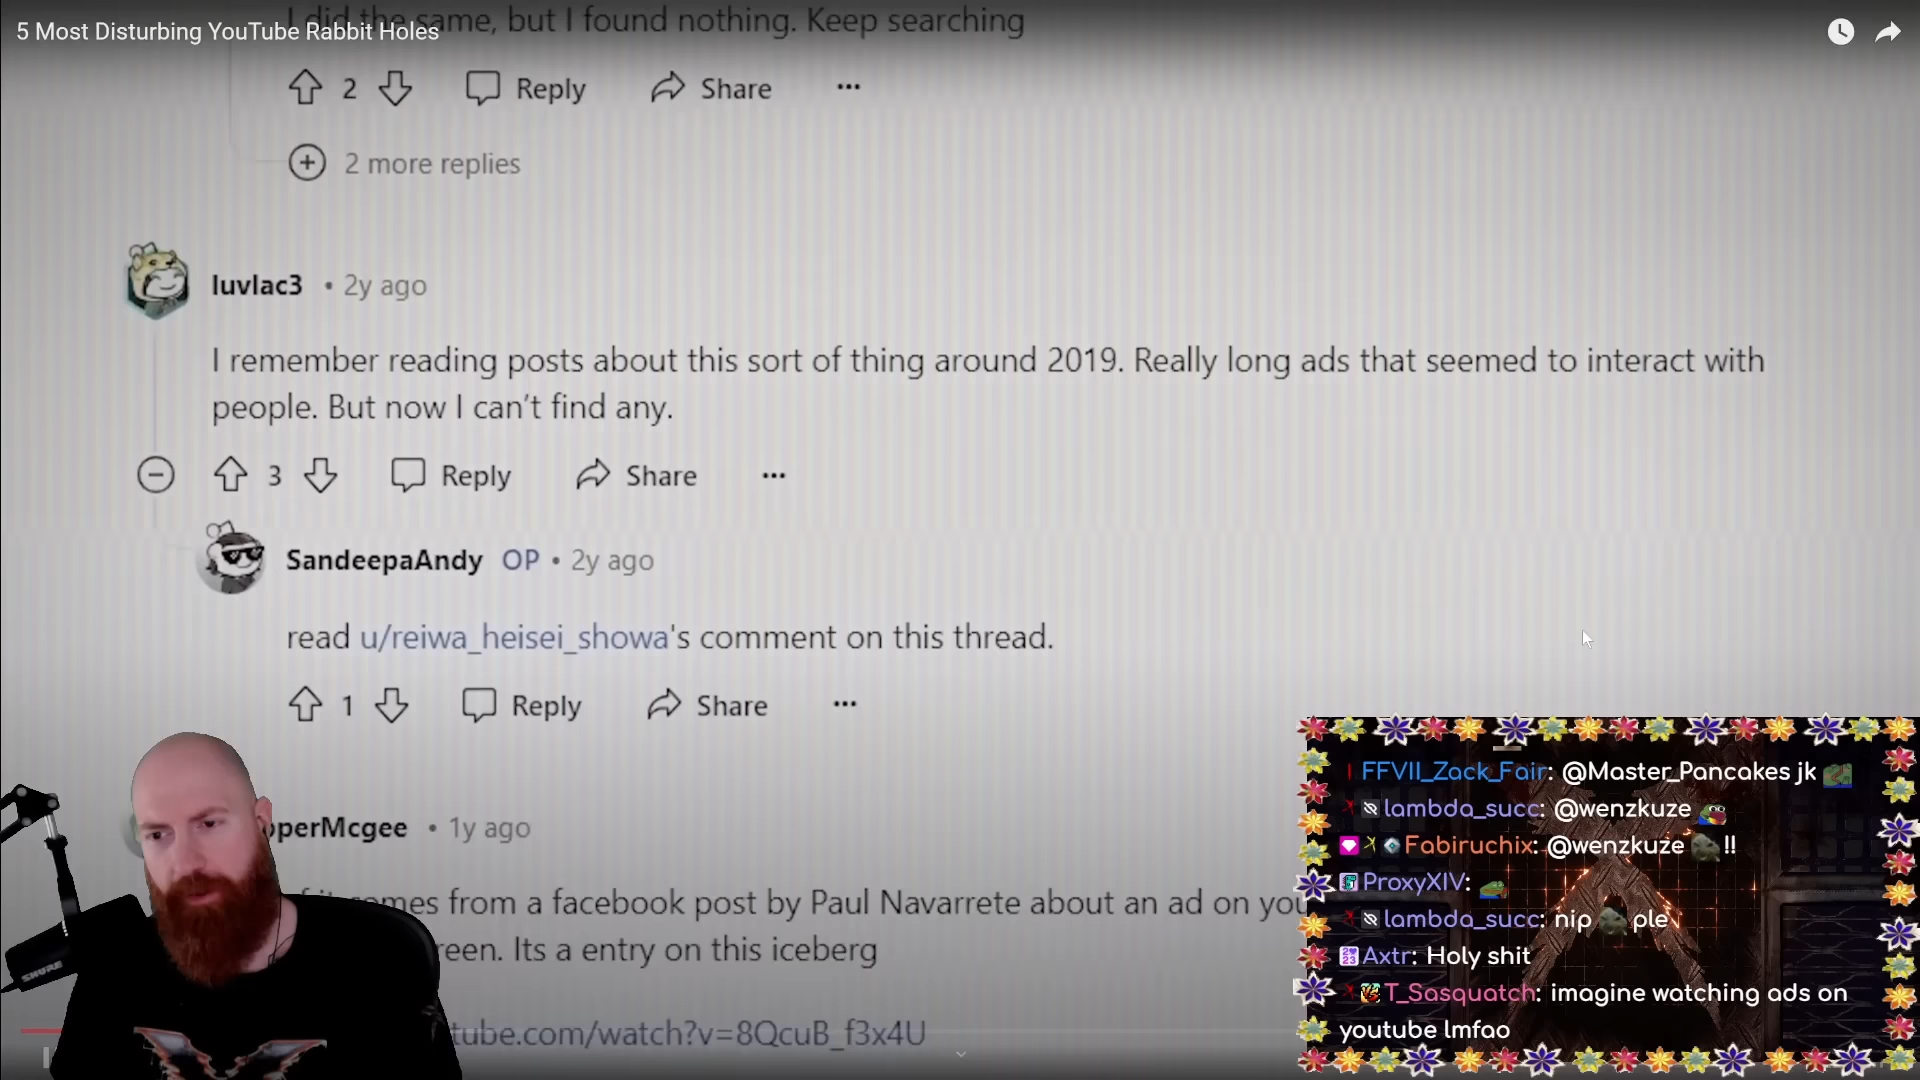 I did the same, but I found nothing. Keep searching
5 Most Disturbing YouTube Rabbit Holes
2 Reply Share
2 more replies
luvlac3 • 2y ago
I remember reading posts about this sort of thing around 2019. Really long ads that seemed to interact with
people. But now I can't find any.
3 Reply Share
SandeepaAndy OP • 2y ago
read u/reiwa_heisei_showa's comment on this thread.
1 Reply Share
perMcgee • 1y ago
comes from a facebook post by Paul Navarrete about an ad on you
reen. Its a entry on this iceberg
tube.com/watch?v=8QcuB_f3x4U
SHURE
FFVII_Zack_Fair: @Master_Pancakes jk
lambda_succ: @wenzkuze
Fabiruchix: @wenzkuze !!
ProxyXIV:
lambda_succ: nip ple
Axtr: Holy shit
T_Sasquatch: imagine watching ads on
youtube lmfao